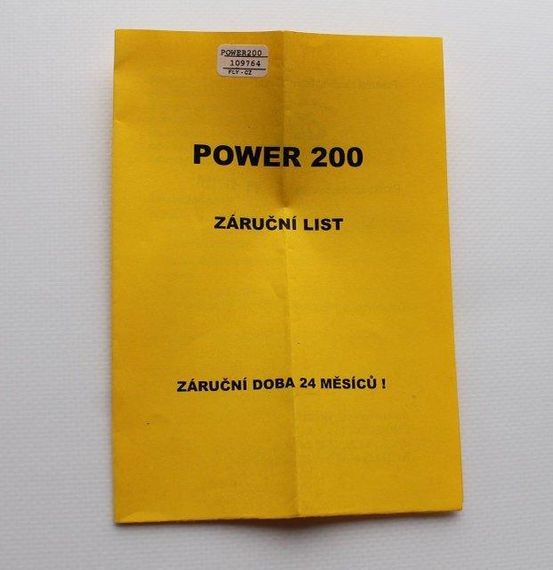 POWER200
109764
FLY - CZ
POWER 200
ZÁRUČNÍ LIST
ZÁRUČNÍ DOBA 24 MĚSÍCŮ !